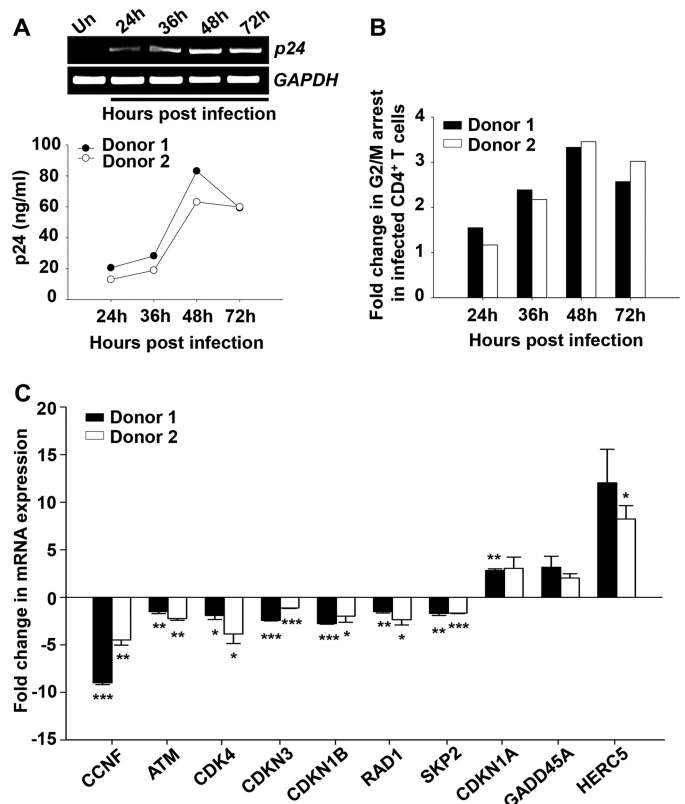 A
Un 24h 36h 48h 72h
p24
GAPDH
Hours post infection
Donor 1
Donor 2
p24 (ng/ml)
100
80
60
40
20
0
24h 36h 48h 72h
Hours post infection
B
Fold change in G2/M arrest
in infected CD4⁺ T cells
Donor 1
Donor 2
4
3
2
1
0
24h 36h 48h 72h
Hours post infection
C
Donor 1
Donor 2
Fold change in mRNA expression
20
15
10
5
0
-5
-10
-15
*** ** ** ** * * *** *** *** * ** * ** *** ** *
CCNF ATM CDK4 CDKN3 CDKN1B RAD1 SKP2 CDKN1A GADD45A HERC5